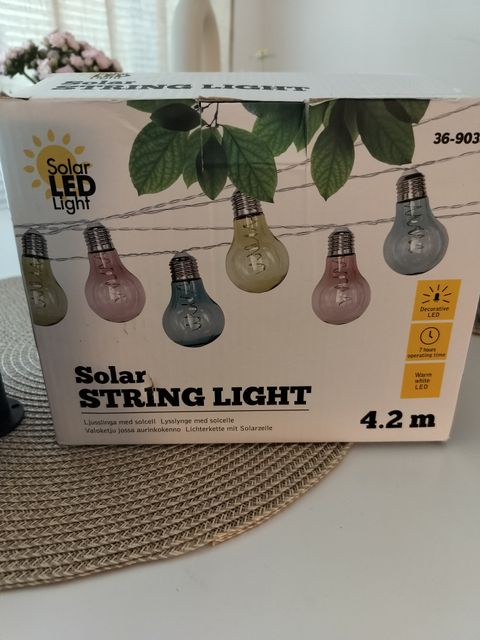 Solar
STRING LIGHT
36-903
Solar
LED
Light
Decorative
LED
7 hours
operating time
Warm
white
LED
Solar
STRING LIGHT
Ljusslinga med solcell Lysslynge med solcelle
Valoketju jossa aurinkokenno Lichterkette mit Solarzelle
4.2 m